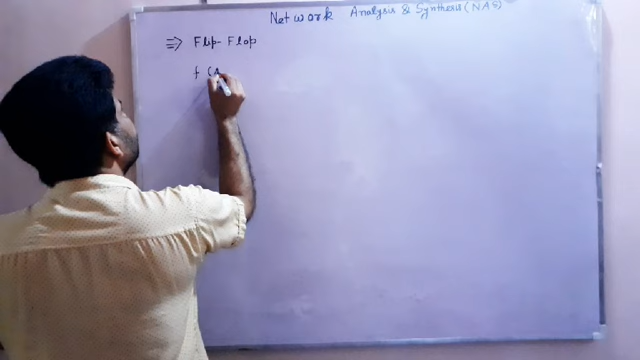 Network Analysis & Synthesis (NAS)
⇒ Flip-Flop
f(